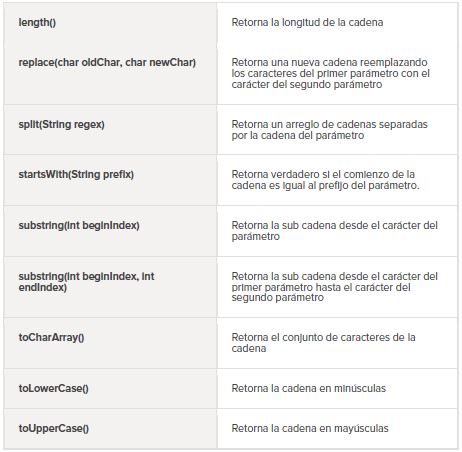 length()
Retorna la longitud de la cadena
replace(char oldChar, char newChar)
Retorna una nueva cadena reemplazando
los caracteres del primer parámetro con el
carácter del segundo parámetro
split(String regex)
Retorna un arreglo de cadenas separadas
por la cadena del parámetro
startsWith(String prefix)
Retorna verdadero si el comienzo de la
cadena es igual al prefijo del parámetro.
substring(int beginIndex)
Retorna la sub cadena desde el carácter del
parámetro
substring(int beginIndex, int
endIndex)
Retorna la sub cadena desde el carácter del
primer parámetro hasta el carácter del
segundo parámetro
toCharArray()
Retorna el conjunto de caracteres de la
cadena
toLowerCase()
Retorna la cadena en minúsculas
toUpperCase()
Retorna la cadena en mayúsculas